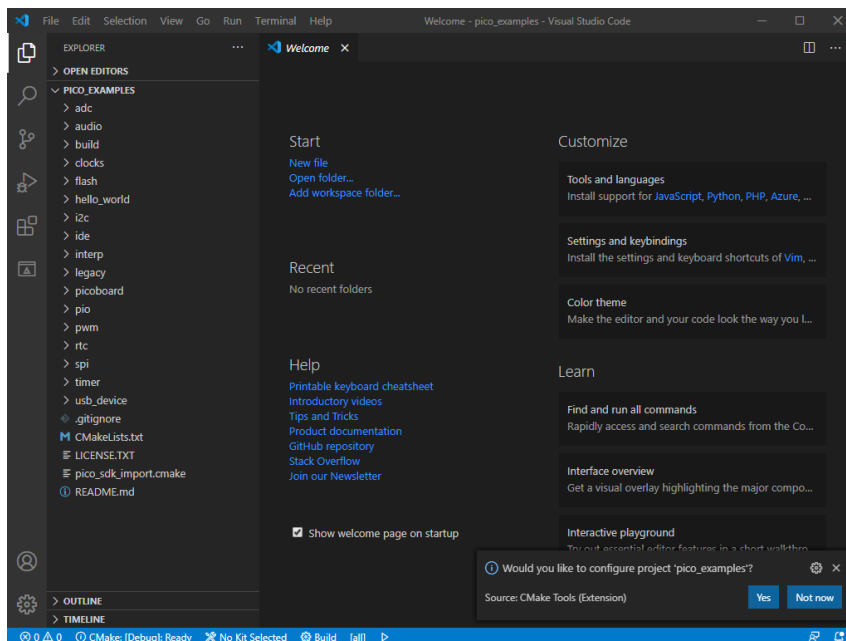 File Edit Selection View Go Run Terminal Help Welcome - pico_examples - Visual Studio Code
EXPLORER
OPEN EDITORS
PICO_EXAMPLES
adc
audio
build
clocks
flash
hello_world
i2c
ide
interp
legacy
picoboard
pio
pwm
rtc
spi
timer
usb_device
.gitignore
CMakeLists.txt
LICENSE.TXT
pico_sdk_import.cmake
README.md
OUTLINE
TIMELINE
Welcome
Start
New file
Open folder...
Add workspace folder...
Recent
No recent folders
Help
Printable keyboard cheatsheet
Introductory videos
Tips and Tricks
Product documentation
GitHub repository
Stack Overflow
Join our Newsletter
Show welcome page on startup
Customize
Tools and languages
Install support for JavaScript, Python, PHP, Azure, ...
Settings and keybindings
Install the settings and keyboard shortcuts of Vim, ...
Color theme
Make the editor and your code look the way you l...
Learn
Find and run all commands
Rapidly access and search commands from the Co...
Interface overview
Get a visual overlay highlighting the major compo...
Interactive playground
Try out essential editor features in a short walkthro...
Would you like to configure project 'pico_examples'?
Source: CMake Tools (Extension)
Yes Not now
0 0 CMake: [Debug]: Ready No Kit Selected Build [all]